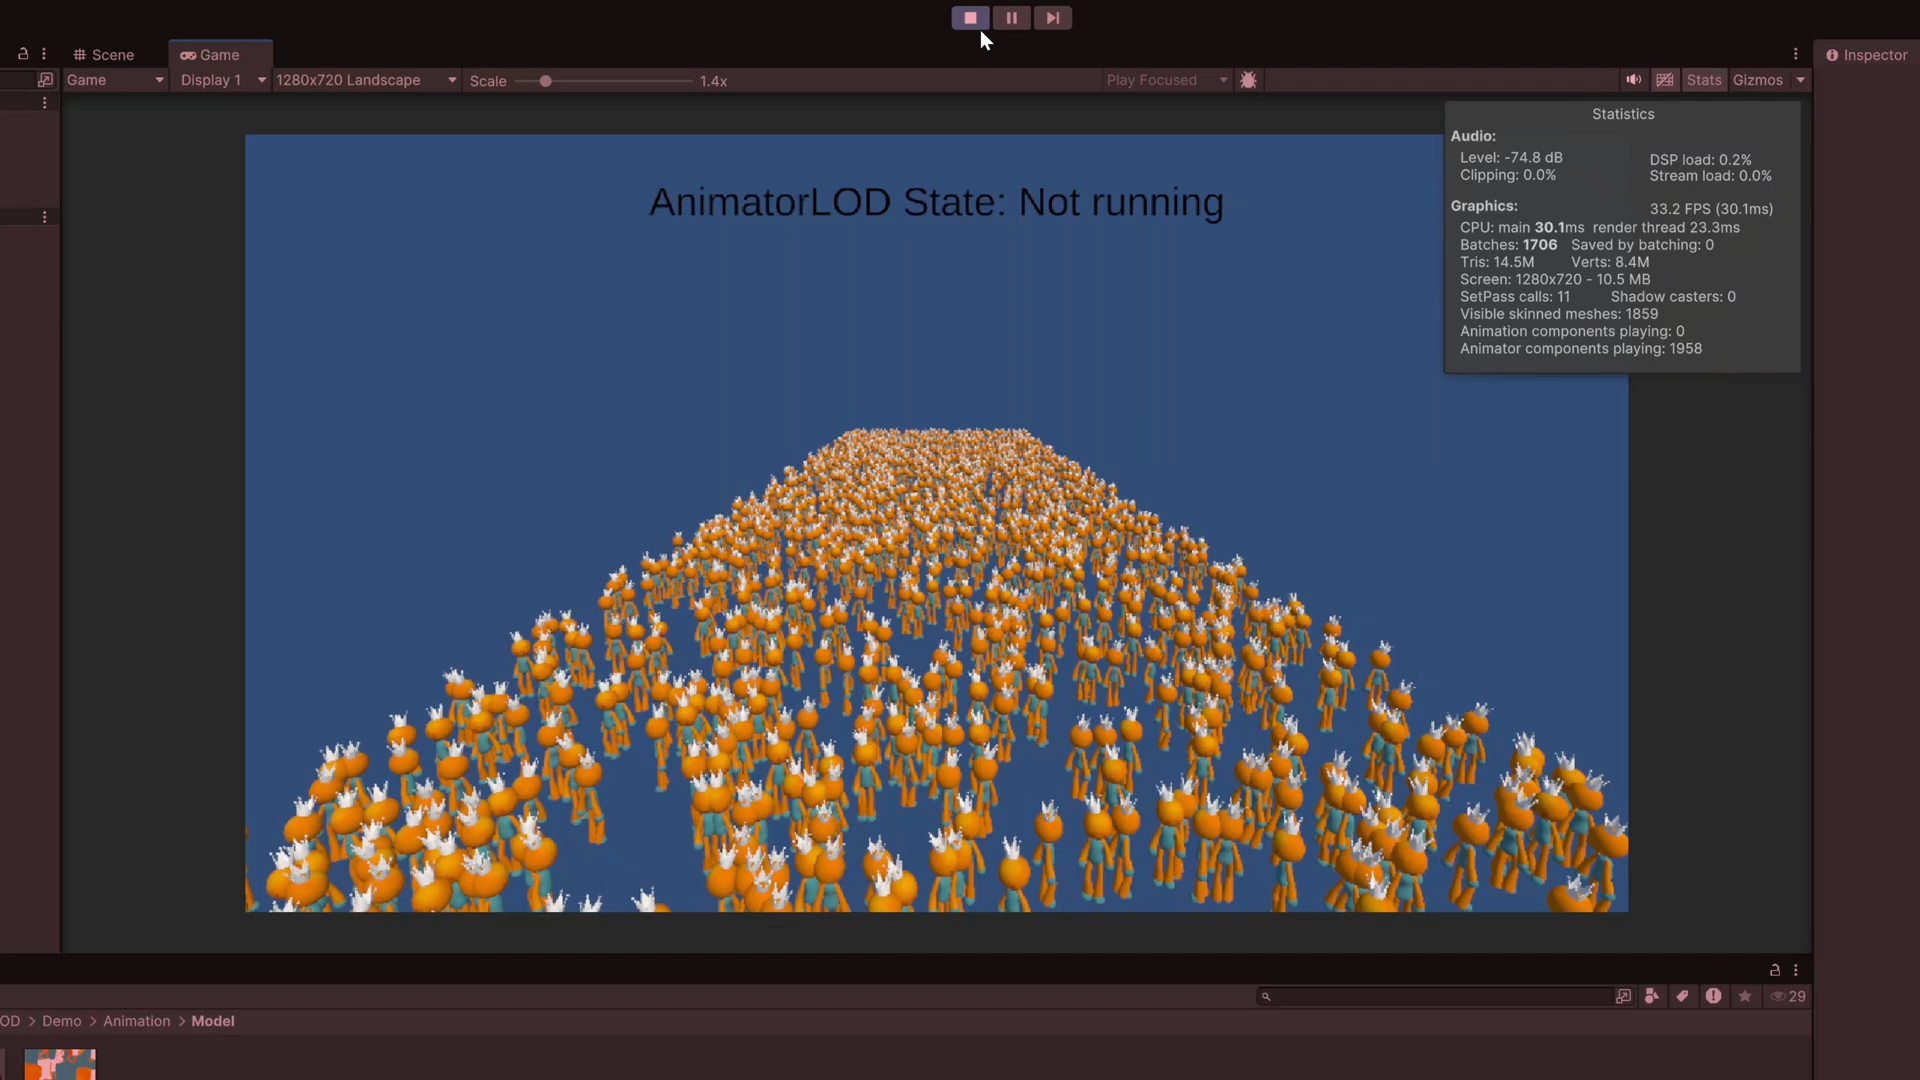 Scene
Game
Inspector
Game
Display 1
1280x720 Landscape
Scale
1.4x
Play Focused
Stats
Gizmos
AnimatorLOD State: Not running
Statistics
Audio:
Level: -74.8 dB
DSP load: 0.2%
Clipping: 0.0%
Stream load: 0.0%
Graphics:
33.2 FPS (30.1ms)
CPU: main 30.1ms render thread 23.3ms
Batches: 1706 Saved by batching: 0
Tris: 14.5M Verts: 8.4M
Screen: 1280x720 - 10.5 MB
SetPass calls: 11 Shadow casters: 0
Visible skinned meshes: 1859
Animation components playing: 0
Animator components playing: 1958
29
OD > Demo > Animation > Model